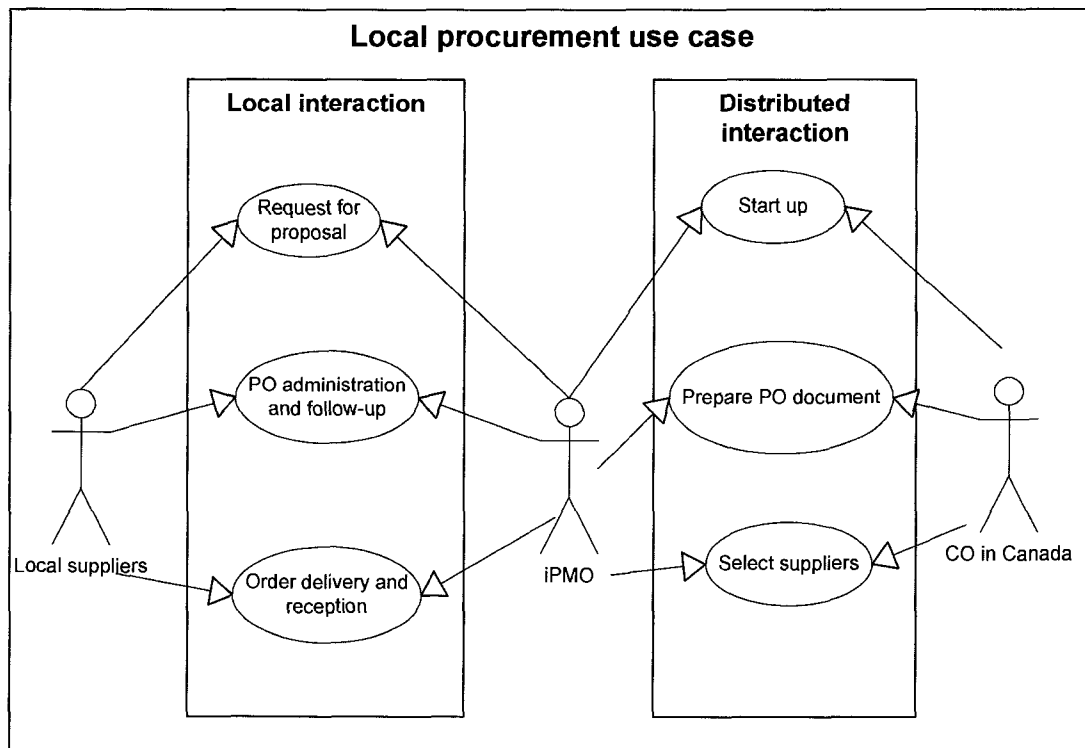 Local procurement use case
Local interaction
Distributed
interaction
Request for
proposal
Start up
PO administration
and follow-up
Prepare PO document
Local suppliers
Order delivery and
reception
iPMO
Select suppliers
CO in Canada